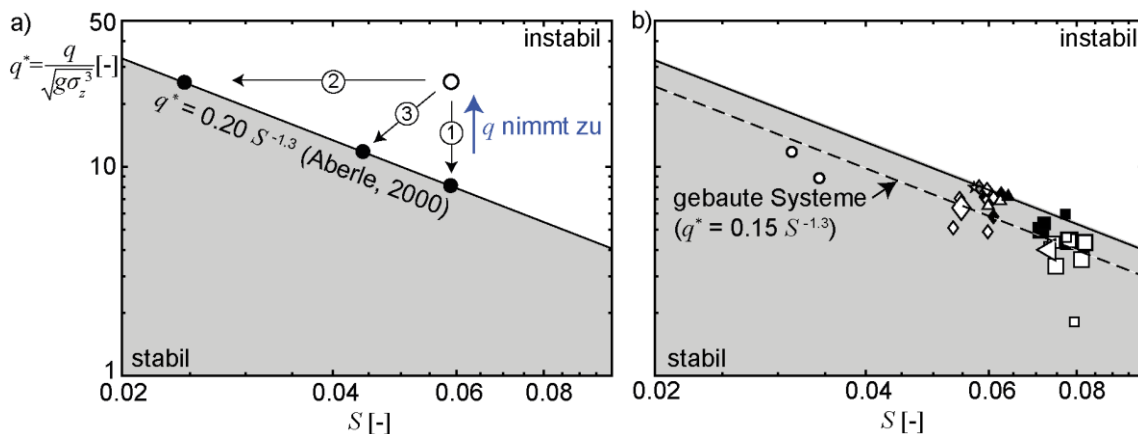 a)
50
q* = q / √gσz³ [-]
10
1
instabil
②
③
①
q nimmt zu
q* = 0.20 S -1.3 (Aberle, 2000)
stabil
0.02
0.04
0.06
0.08
S [-]
b)
instabil
gebaute Systeme
(q* = 0.15 S -1.3)
stabil
0.02
0.04
0.06
0.08
S [-]